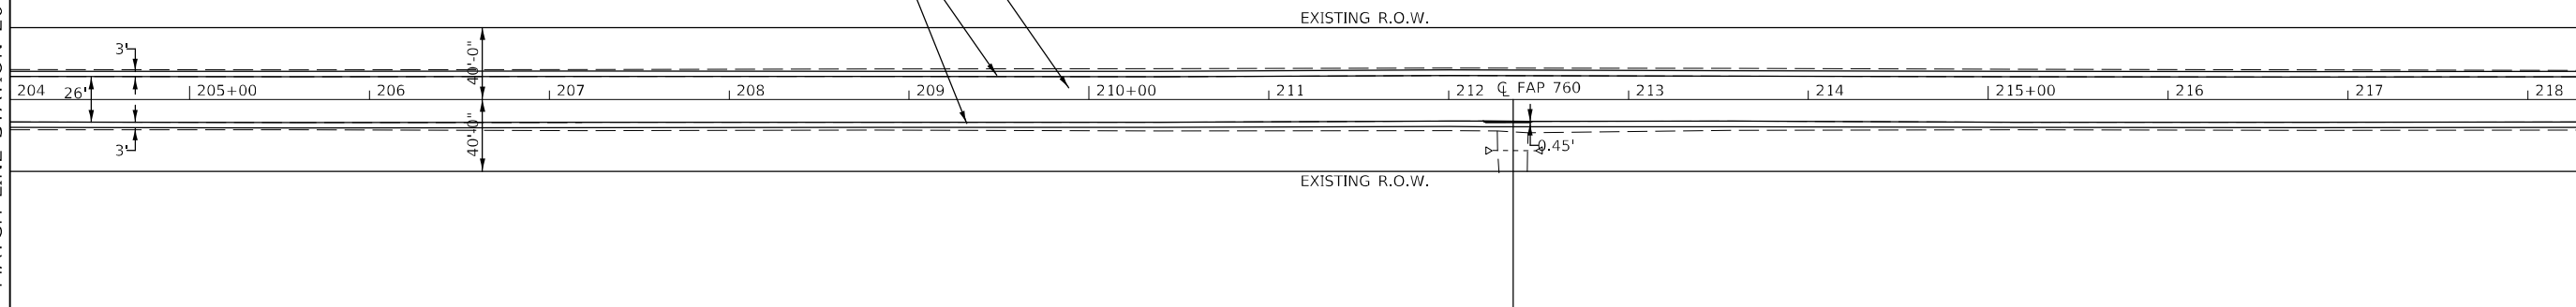 EXISTING R.O.W.
3'
40'-0"
204 26' 205+00 206 207 208 209 210+00 211 212 ℄ FAP 760 213 214 215+00 216 217 218
40'-0"
3'
0.45'
EXISTING R.O.W.